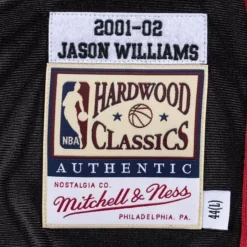 2001-02
JASON WILLIAMS
HARDWOOD
NBA
CLASSICS
AUTHENTIC
NOSTALGIA CO.
Mitchell & Ness
PHILADELPHIA, PA.
44(L)